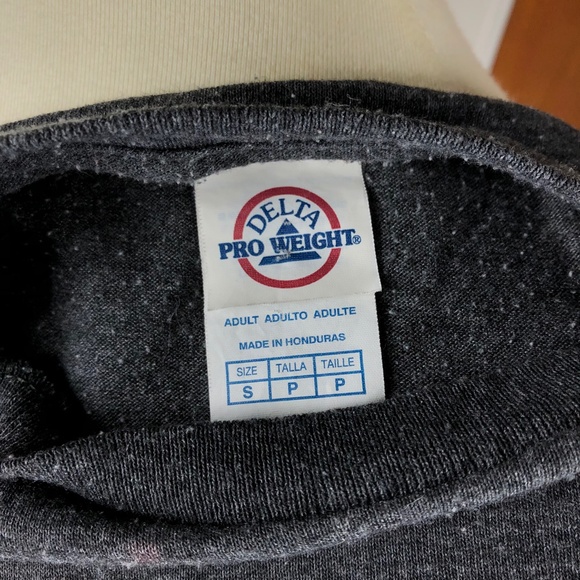 DELTA
PRO WEIGHT®
ADULT ADULTO ADULTE
MADE IN HONDURAS
SIZE TALLA TAILLE
S P P